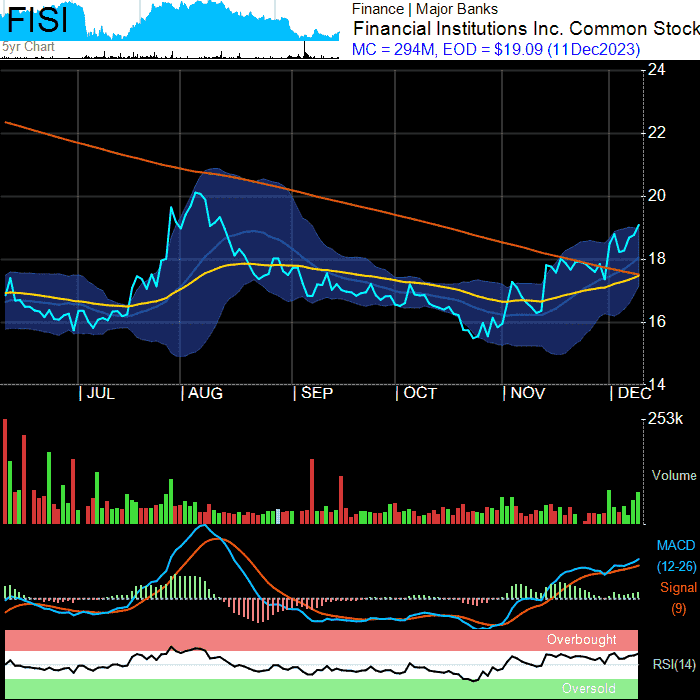 FISI
5yr Chart
Finance | Major Banks
Financial Institutions Inc. Common Stock
MC = 294M, EOD = $19.09 (11Dec2023)
24
22
20
18
16
14
| JUL | AUG | SEP | OCT | NOV | DEC
253k
Volume
MACD
(12-26)
Signal
(9)
Overbought
RSI(14)
Oversold